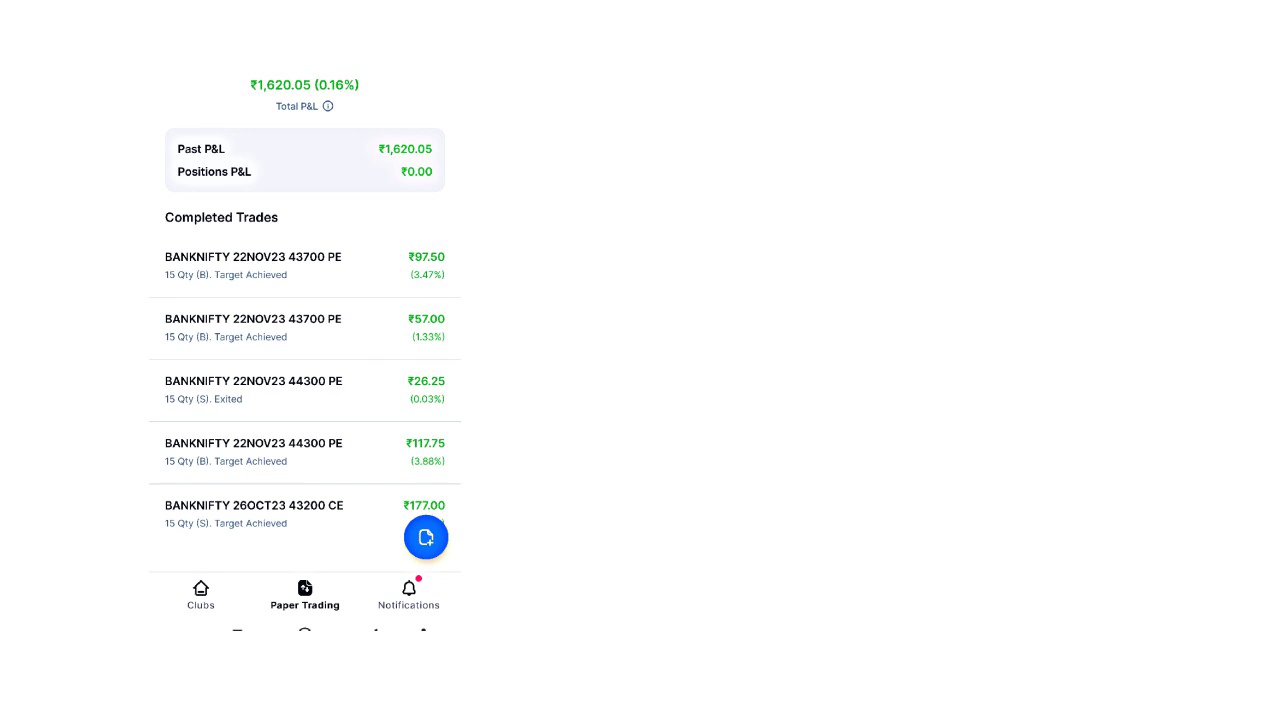 ₹1,620.05 (0.16%)
Total P&L
Past P&L ₹1,620.05
Positions P&L ₹0.00
Completed Trades
BANKNIFTY 22NOV23 43700 PE ₹97.50
15 Qty (B). Target Achieved (3.47%)
BANKNIFTY 22NOV23 43700 PE ₹57.00
15 Qty (B). Target Achieved (1.33%)
BANKNIFTY 22NOV23 44300 PE ₹26.25
15 Qty (S). Exited (0.03%)
BANKNIFTY 22NOV23 44300 PE ₹117.75
15 Qty (B). Target Achieved (3.88%)
BANKNIFTY 26OCT23 43200 CE ₹177.00
15 Qty (S). Target Achieved
Clubs Paper Trading Notifications